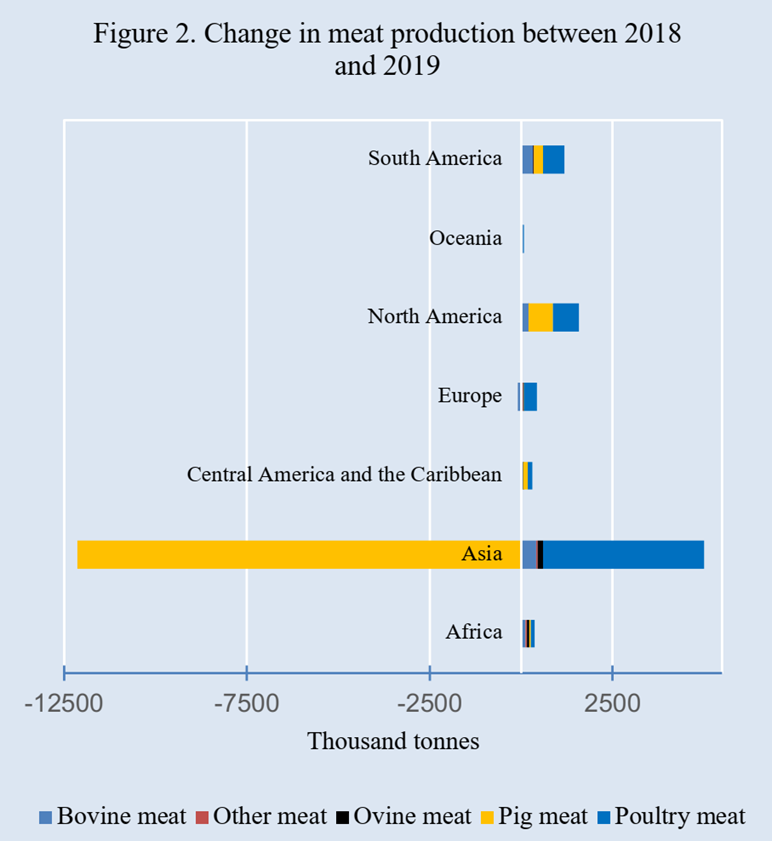 Figure 2. Change in meat production between 2018
and 2019
South America
Oceania
North America
Europe
Central America and the Caribbean
Asia
Africa
-12500 -7500 -2500 2500
Thousand tonnes
Bovine meat Other meat Ovine meat Pig meat Poultry meat